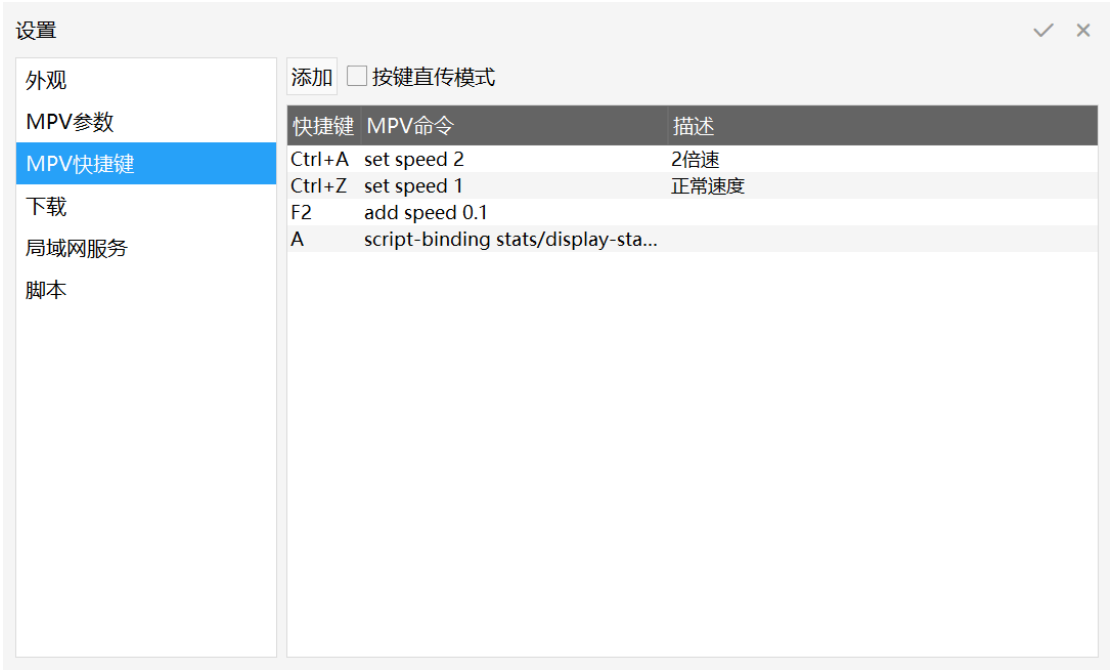 设置
外观
MPV参数
MPV快捷键
下载
局域网服务
脚本
添加 按键直传模式
快捷键 MPV命令 描述
Ctrl+A set speed 2 2倍速
Ctrl+Z set speed 1 正常速度
F2 add speed 0.1
A script-binding stats/display-sta...